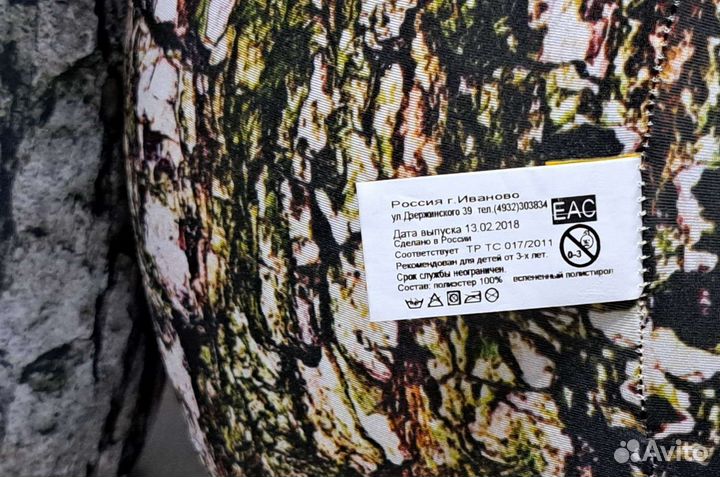 Россия г.Иваново
ул Дзержинского 39 тел.(4932)303834
EAC
Дата выпуска 13.02.2018
Сделано в России
Соответствует ТР ТС 017/2011
0-3
Рекомендован для детей от 3-х лет.
Срок службы неограничен.
Состав: полиэстер 100% вспененный полистирол
Avito